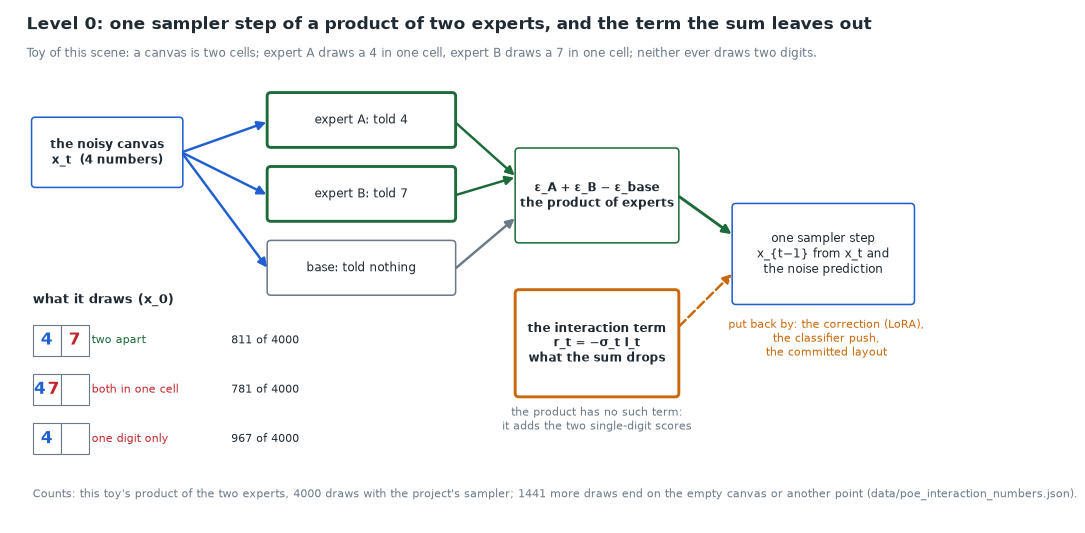 Level 0: one sampler step of a product of two experts, and the term the sum leaves out
Toy of this scene: a canvas is two cells; expert A draws a 4 in one cell, expert B draws a 7 in one cell; neither ever draws two digits.
the noisy canvas
x_t (4 numbers)
expert A: told 4
expert B: told 7
base: told nothing
ε_A + ε_B − ε_base
the product of experts
one sampler step
x_{t−1} from x_t and
the noise prediction
the interaction term
r_t = −σ_t I_t
what the sum drops
put back by: the correction (LoRA),
the classifier push,
the committed layout
the product has no such term:
it adds the two single-digit scores
what it draws (x_0)
4 7 two apart 811 of 4000
4 7 both in one cell 781 of 4000
4 one digit only 967 of 4000
Counts: this toy's product of the two experts, 4000 draws with the project's sampler; 1441 more draws end on the empty canvas or another point (data/poe_interaction_numbers.json).